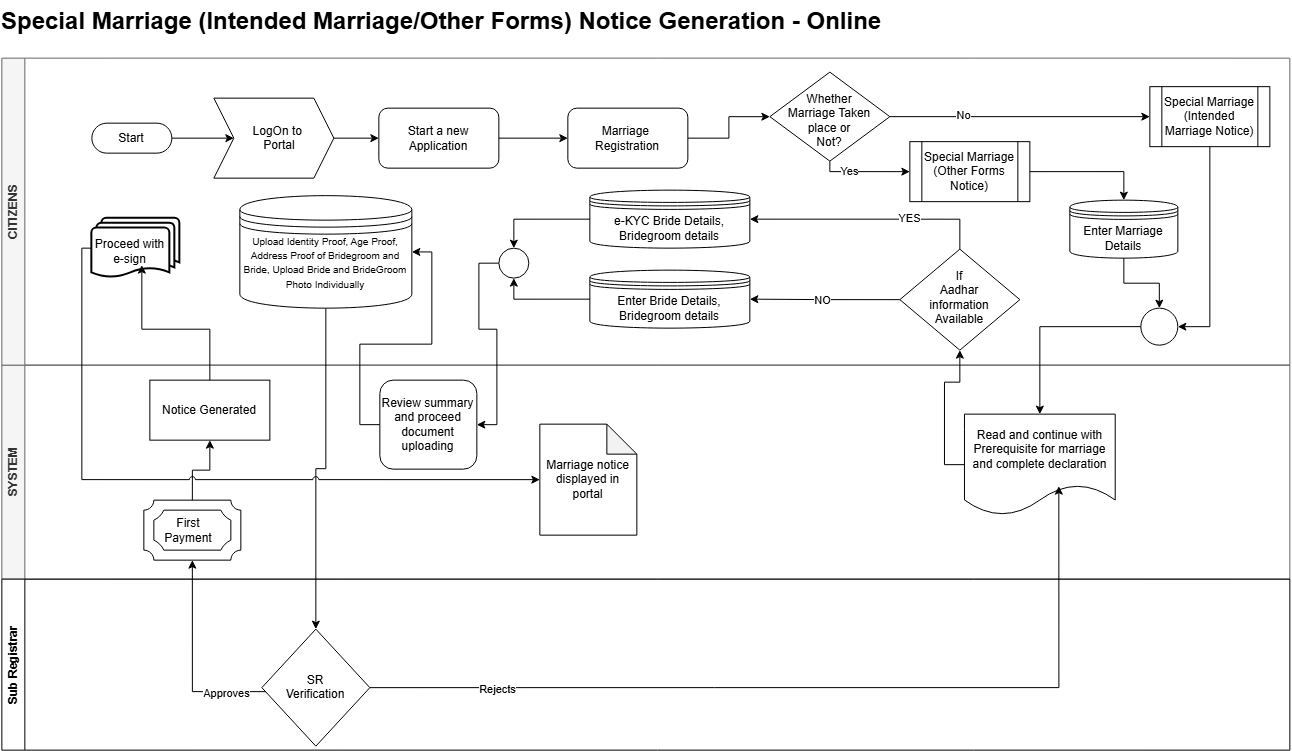 Special Marriage (Intended Marriage/Other Forms) Notice Generation - Online
CITIZENS
Start
LogOn to
Portal
Start a new
Application
Marriage
Registration
Whether
Marriage Taken
place or
Not?
No
Special Marriage
(Intended
Marriage Notice)
Yes
Special Marriage
(Other Forms
Notice)
Enter Marriage
Details
Proceed with
e-sign
Upload Identity Proof, Age Proof,
Address Proof of Bridegroom and
Bride, Upload Bride and BrideGroom
Photo Individually
e-KYC Bride Details,
Bridegroom details
YES
Enter Bride Details,
Bridegroom details
NO
If
Aadhar
information
Available
SYSTEM
Notice Generated
Review summary
and proceed
document
uploading
Marriage notice
displayed in
portal
Read and continue with
Prerequisite for marriage
and complete declaration
First
Payment
Sub Registrar
Approves
SR
Verification
Rejects